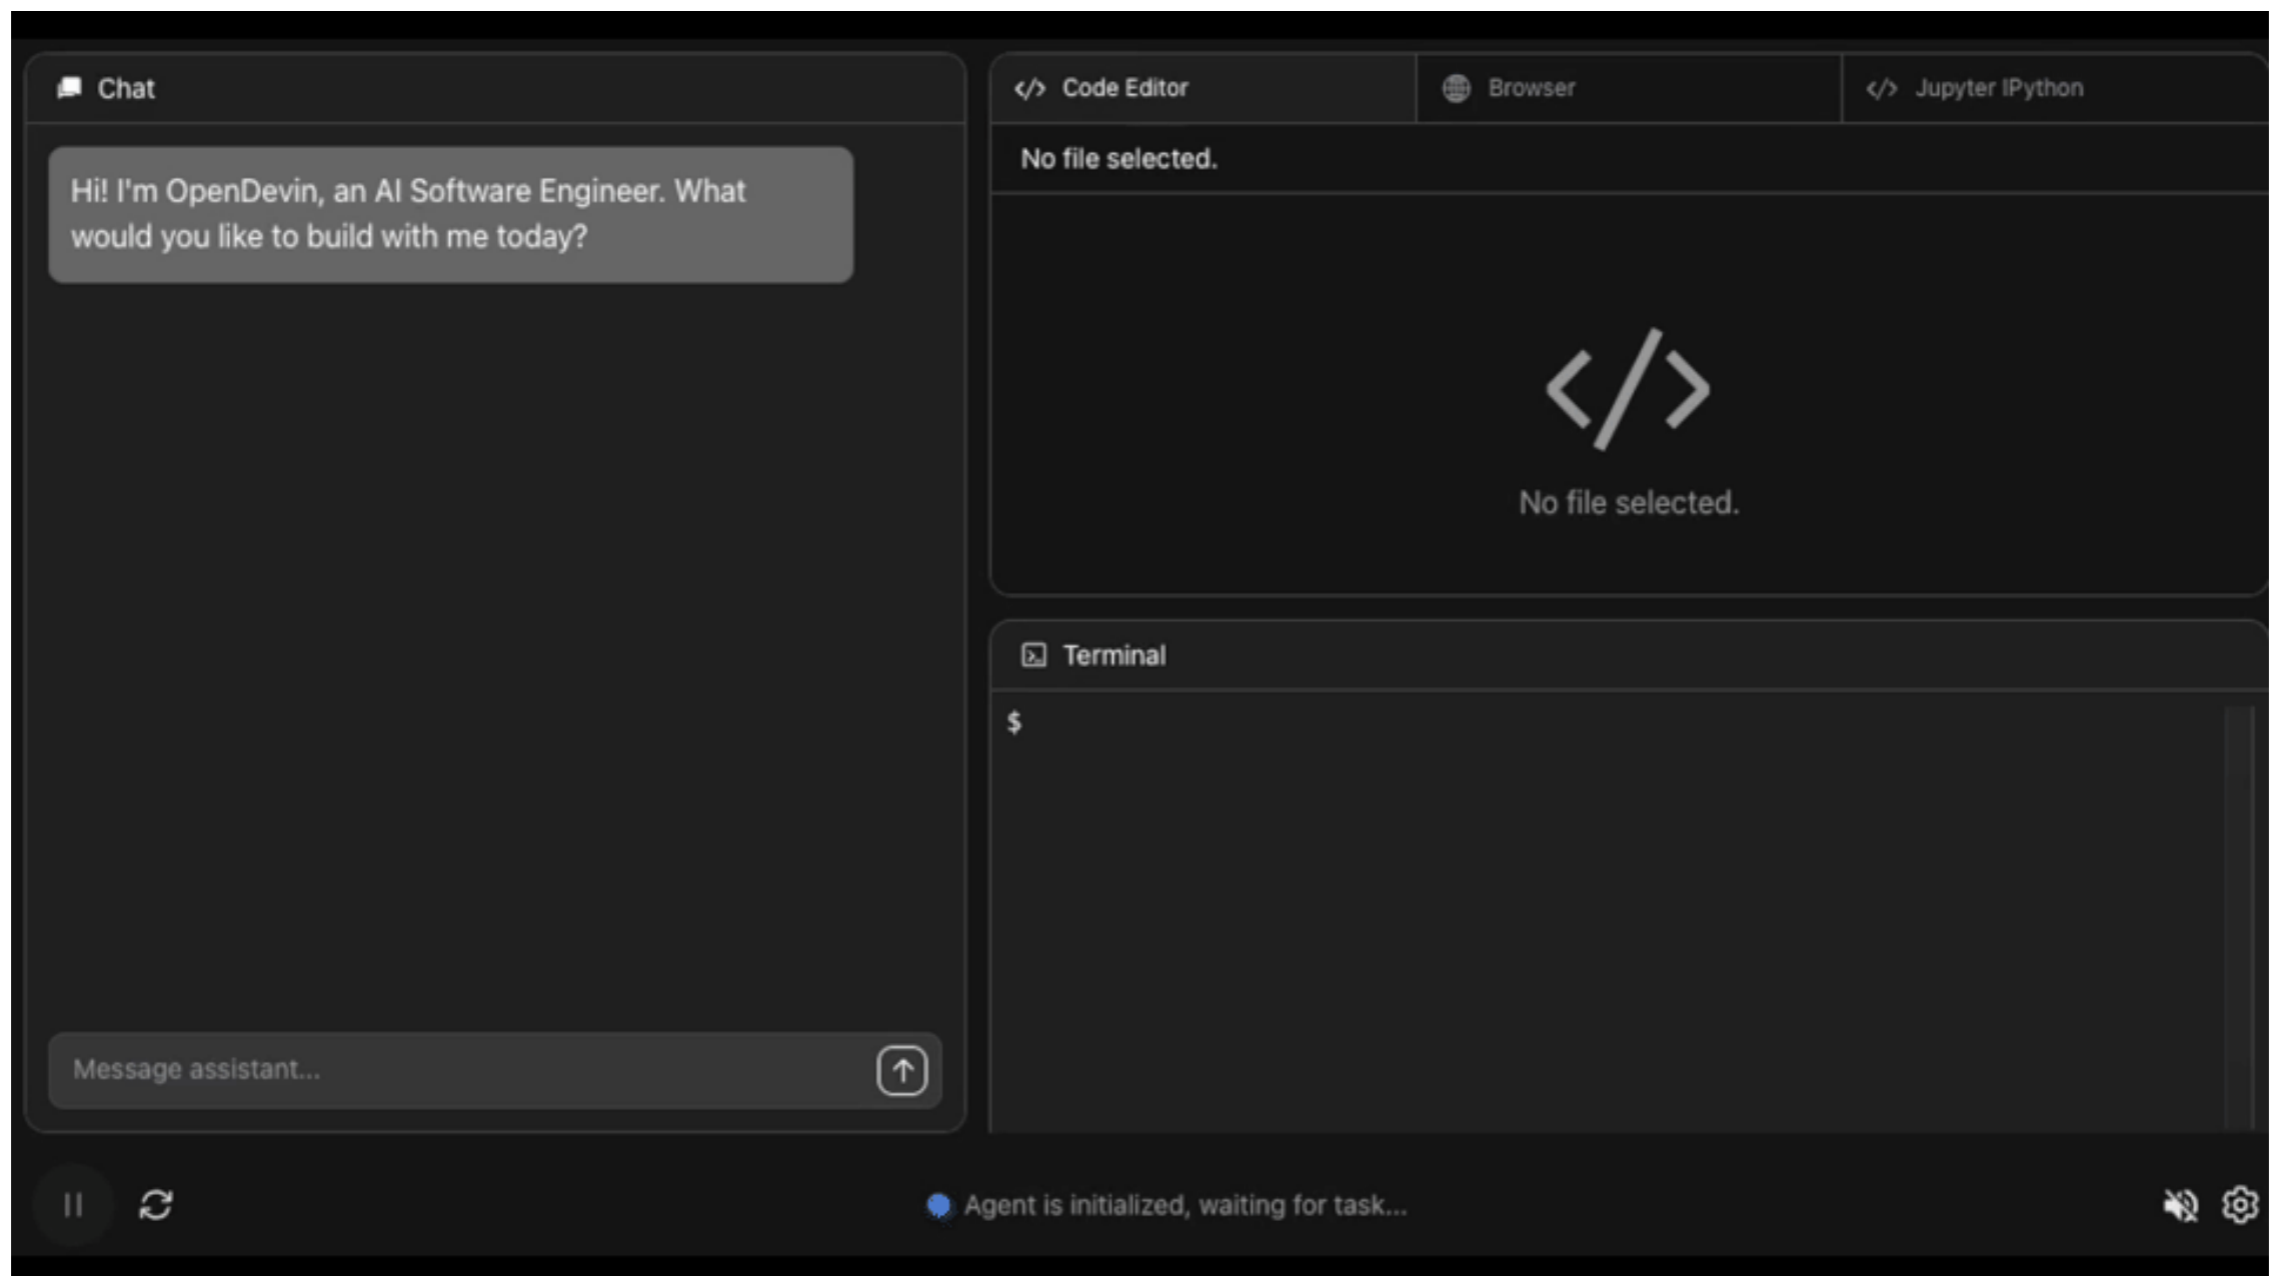 Chat
Hi! I'm OpenDevin, an AI Software Engineer. What
would you like to build with me today?
Message assistant...
Code Editor
Browser
Jupyter IPython
No file selected.
No file selected.
Terminal
$
Agent is initialized, waiting for task...